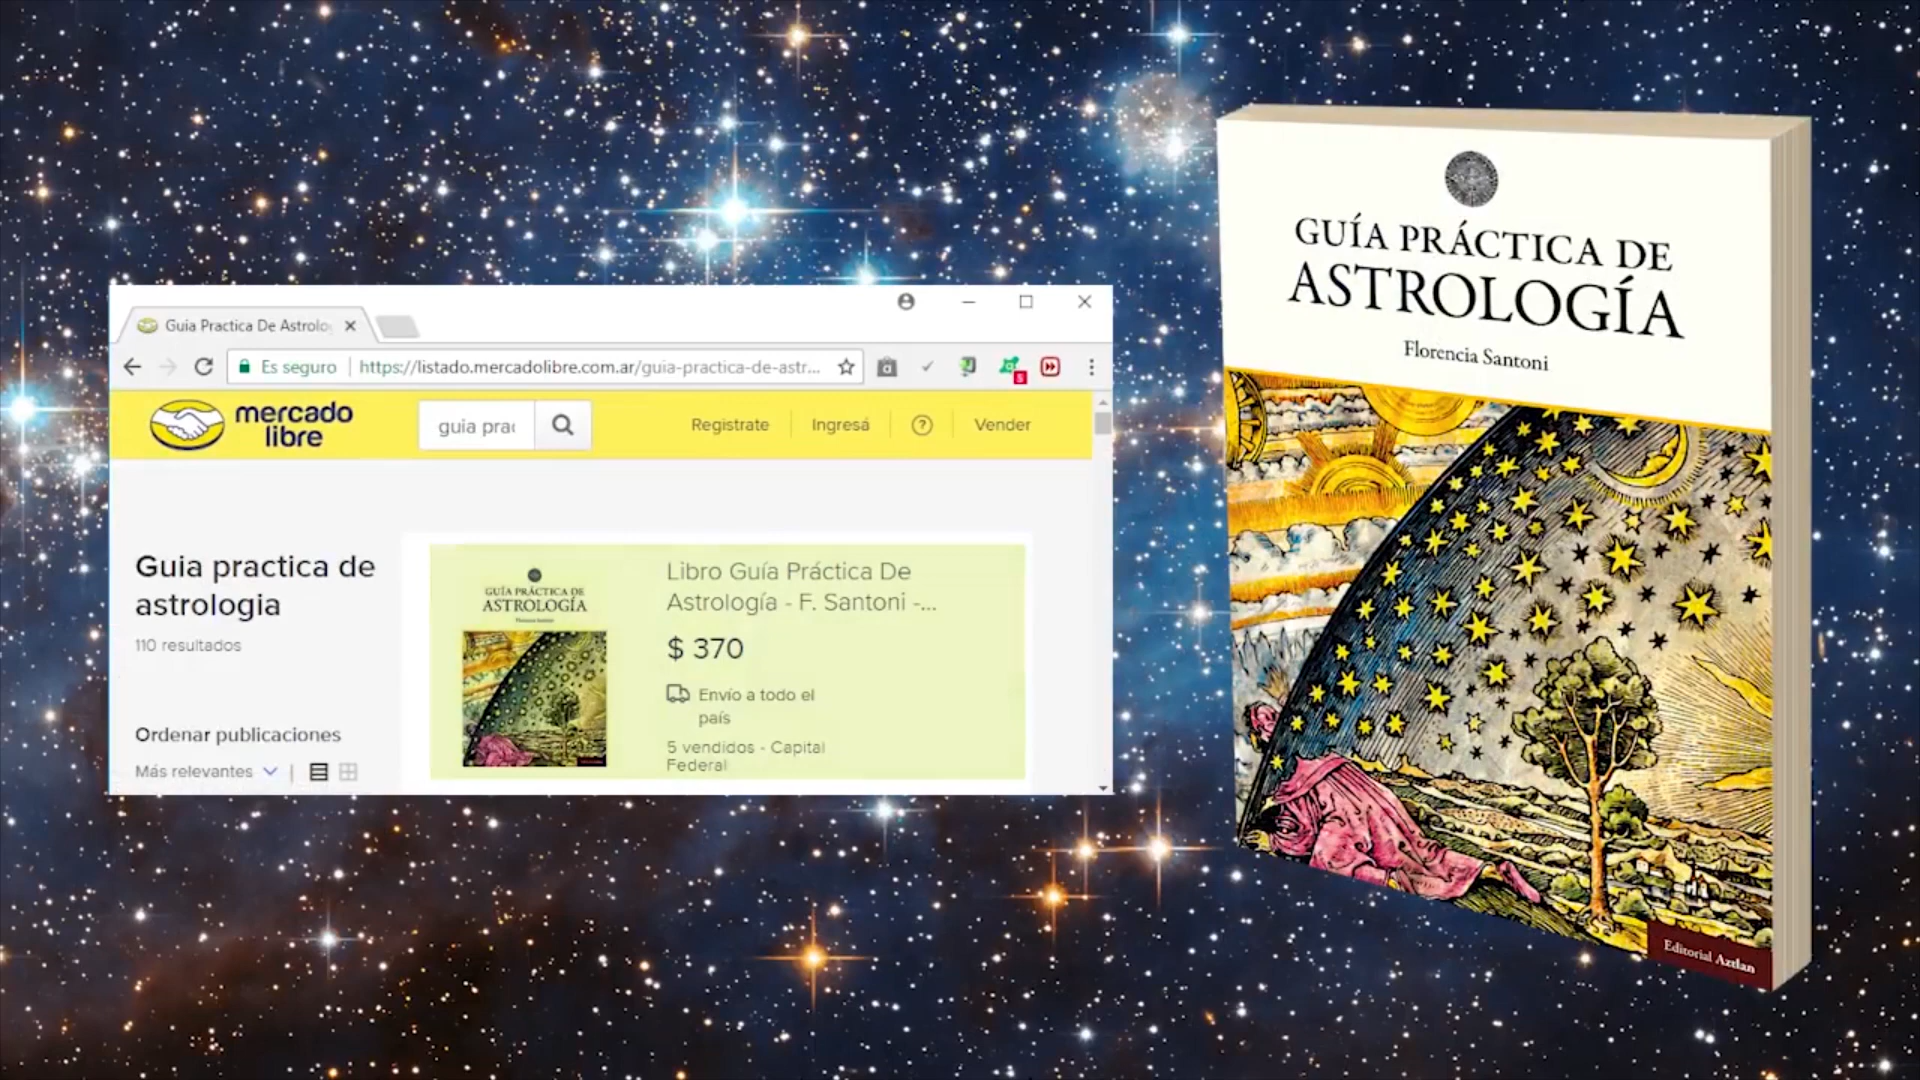 Guia Practica De Astrolo
Es seguro
https://listado.mercadolibre.com.ar/guia-practica-de-astr...
5
mercado
libre
guia prac
Registrate
Ingresá
?
Vender
Guia practica de
astrologia
110 resultados
Ordenar publicaciones
Más relevantes
GUÍA PRÁCTICA DE
ASTROLOGÍA
Florencia Santoni
Libro Guía Práctica De
Astrología - F. Santoni -...
$ 370
Envío a todo el
país
5 vendidos - Capital
Federal
GUÍA PRÁCTICA DE
ASTROLOGÍA
Florencia Santoni
Editorial Aztlan